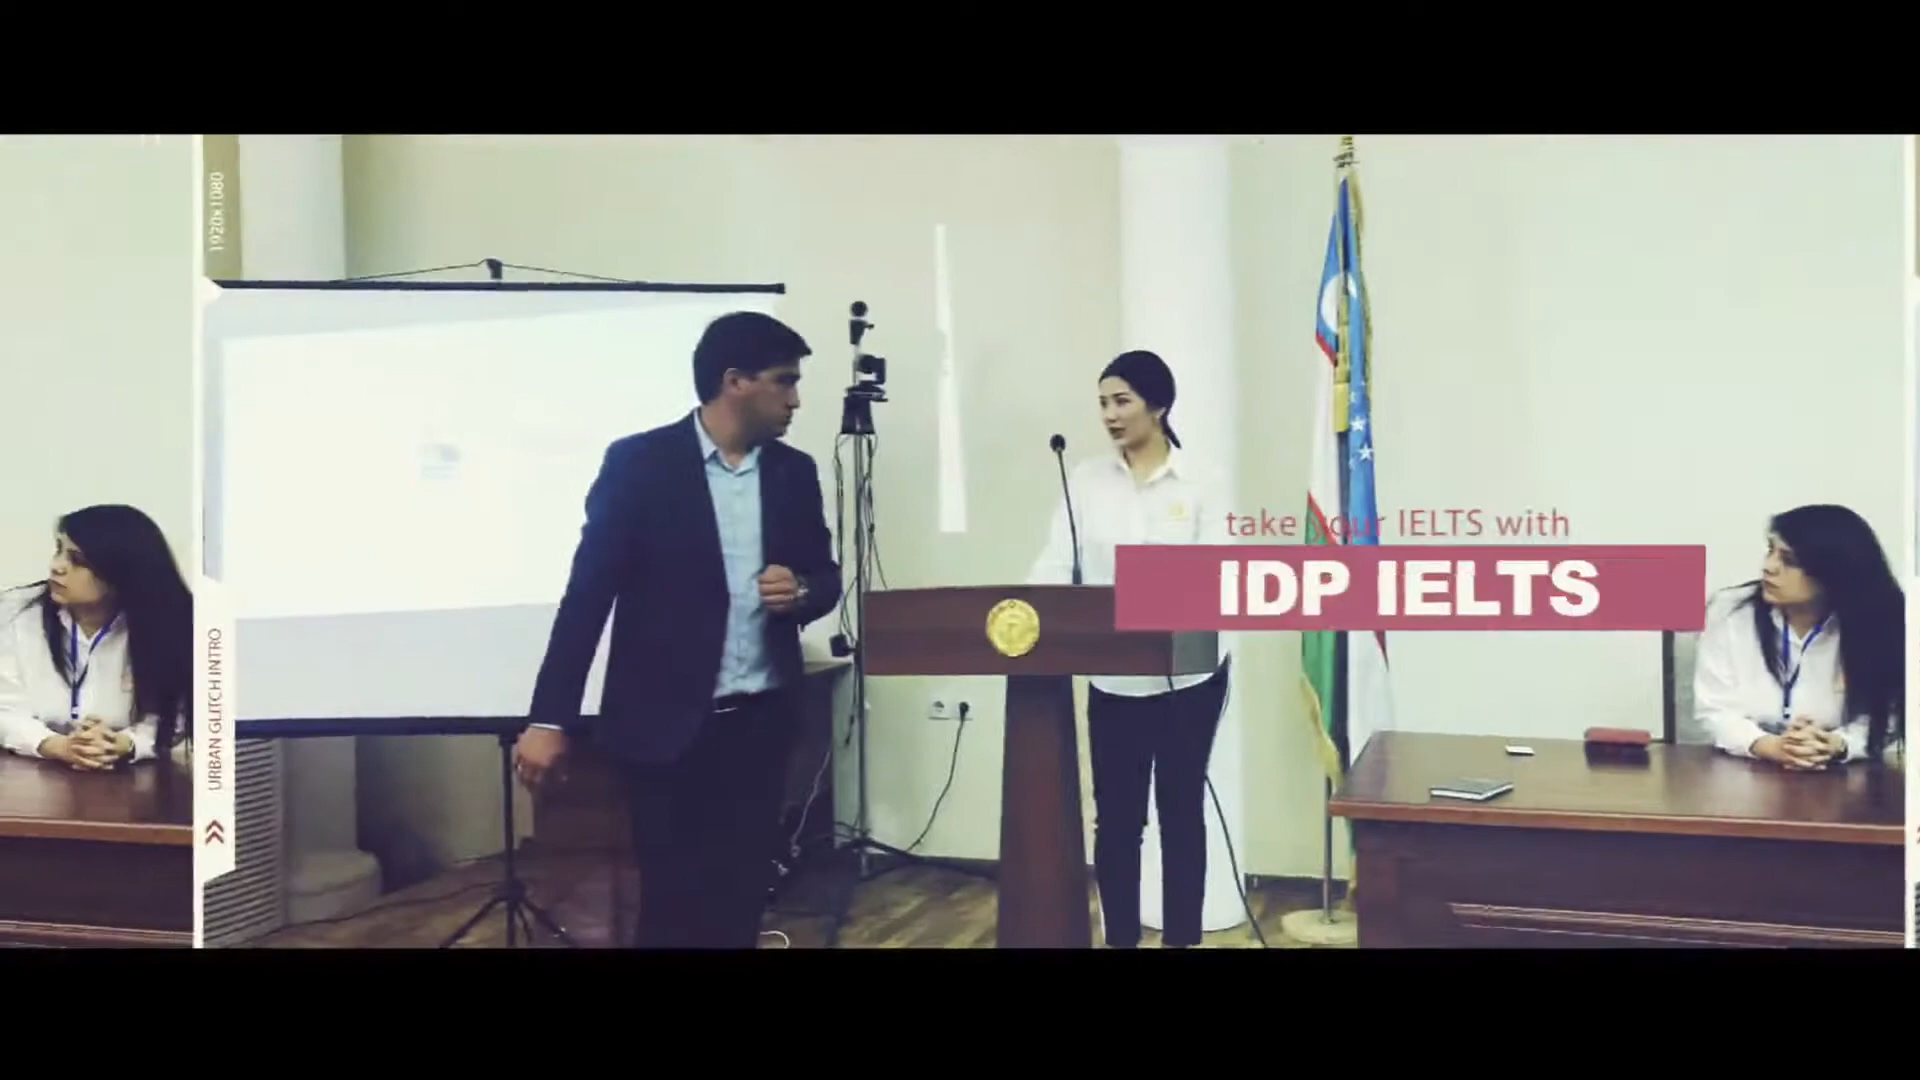 1920x1080
take your IELTS with
IDP IELTS
URBAN GLITCH INTRO